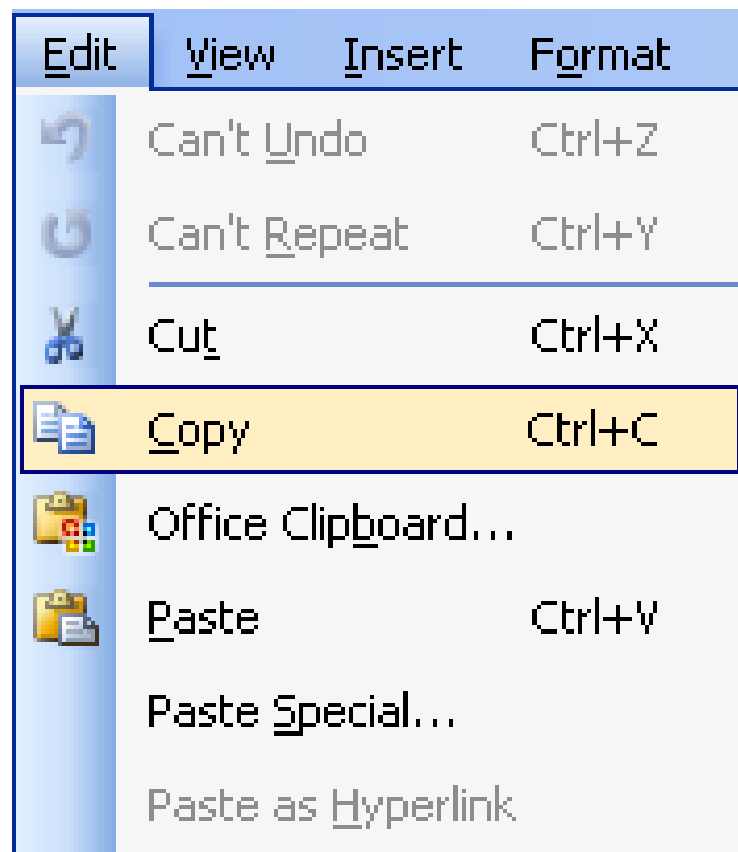 Edit View Insert Format
Can't Undo Ctrl+Z
Can't Repeat Ctrl+Y
Cut Ctrl+X
Copy Ctrl+C
Office Clipboard...
Paste Ctrl+V
Paste Special...
Paste as Hyperlink